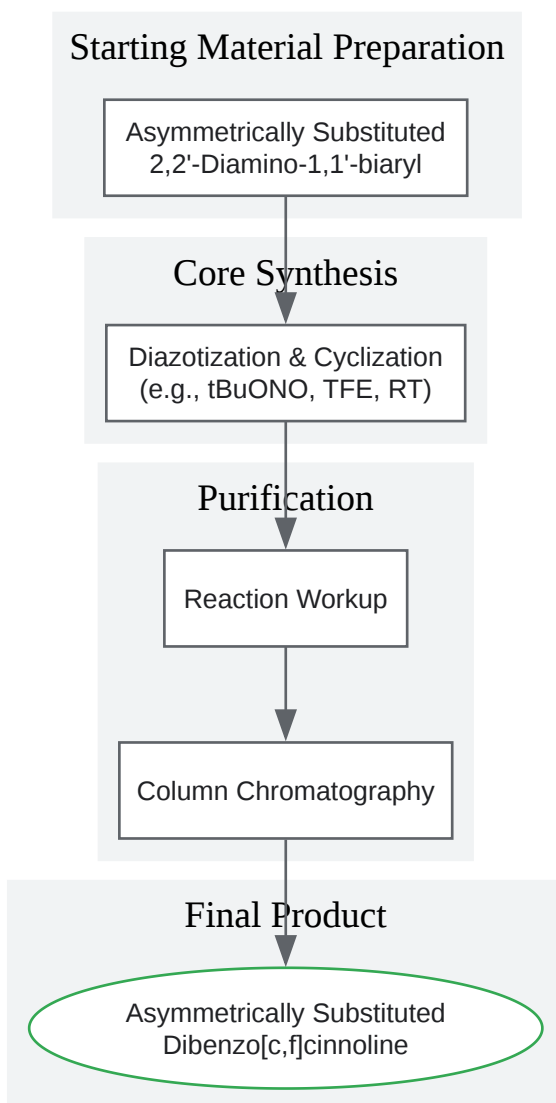 Starting Material Preparation
Asymmetrically Substituted
2,2'-Diamino-1,1'-biaryl
Core Synthesis
Diazotization & Cyclization
(e.g., tBuONO, TFE, RT)
Purification
Reaction Workup
Column Chromatography
Final Product
Asymmetrically Substituted
Dibenzo[c,f]cinnoline